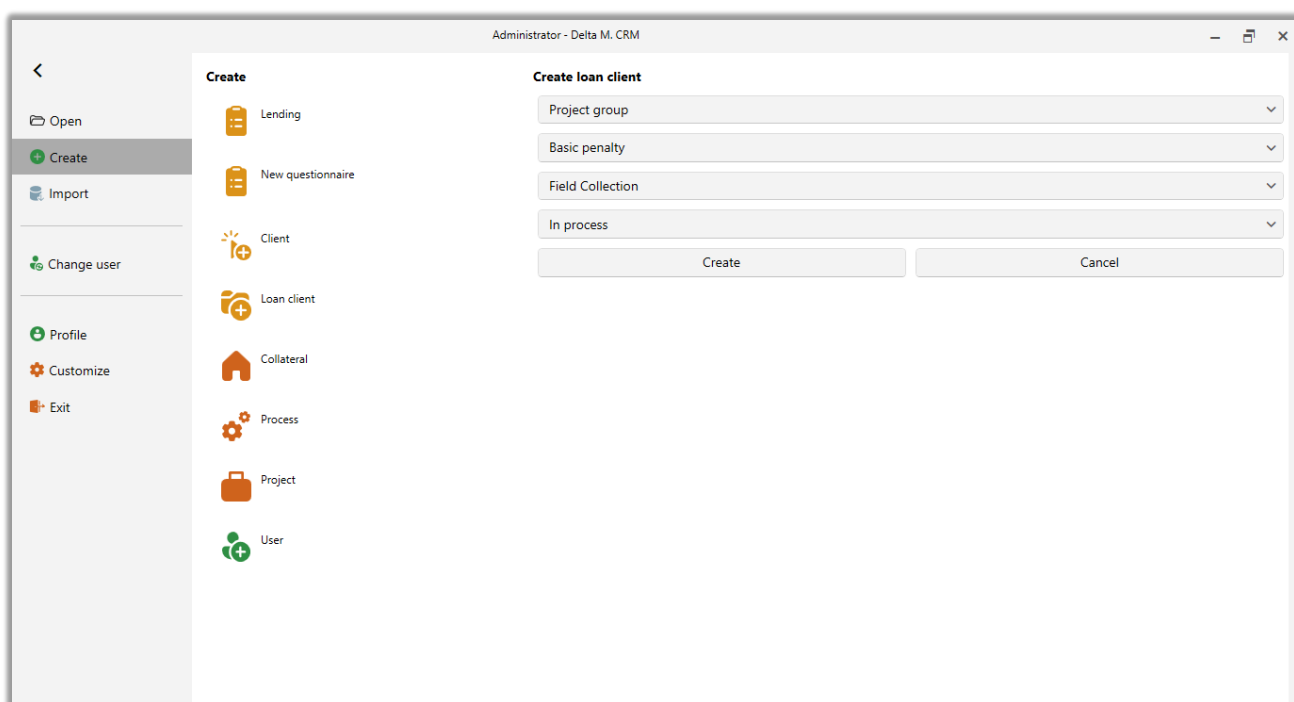 Administrator - Delta M. CRM
Open
Create
Import
Change user
Profile
Customize
Exit
Create
Lending
New questionnaire
Client
Loan client
Collateral
Process
Project
User
Create loan client
Project group
Basic penalty
Field Collection
In process
Create Cancel